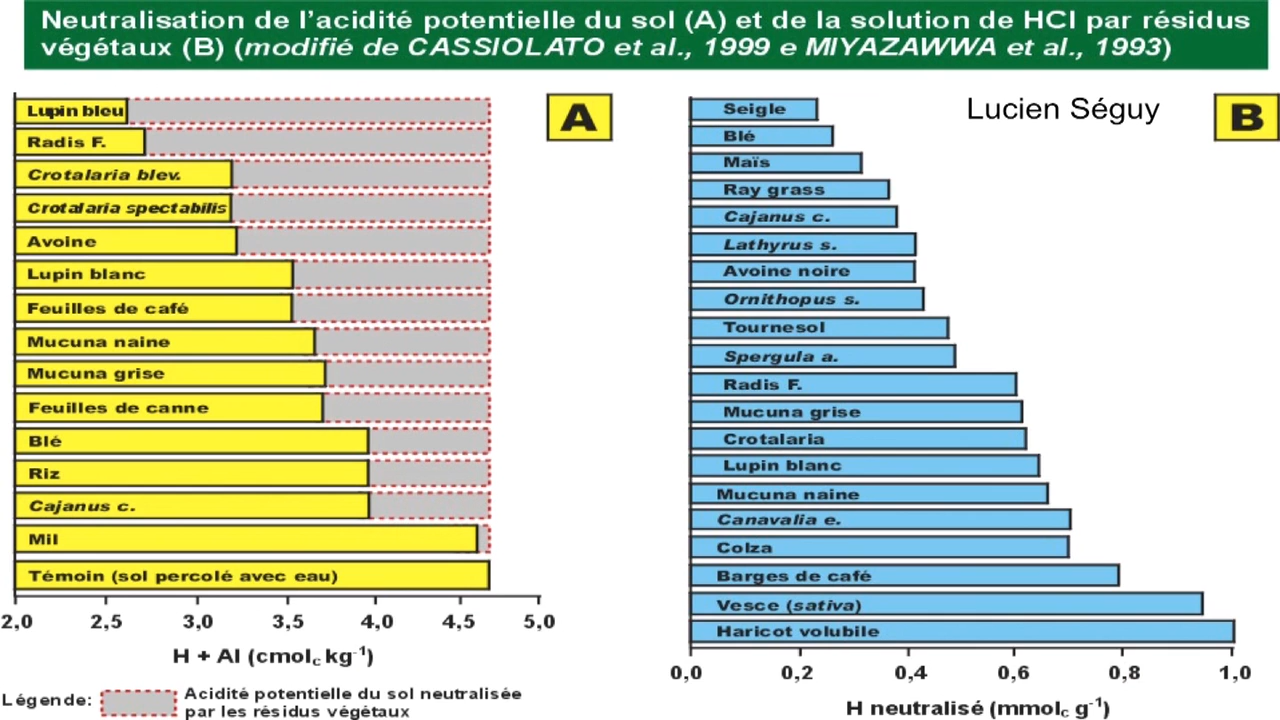 Neutralisation de l'acidité potentielle du sol (A) et de la solution de HCl par résidus
végétaux (B) (modifié de CASSIOLATO et al., 1999 e MIYAZAWWA et al., 1993)
A
Lupin bleu
Radis F.
Crotalaria blev.
Crotalaria spectabilis
Avoine
Lupin blanc
Feuilles de café
Mucuna naine
Mucuna grise
Feuilles de canne
Blé
Riz
Cajanus c.
Mil
Témoin (sol percolé avec eau)
2,0 2,5 3,0 3,5 4,0 4,5 5,0
H + Al (cmolc kg-1)
Légende: Acidité potentielle du sol neutralisée
par les résidus végétaux
Lucien Séguy
B
Seigle
Blé
Maïs
Ray grass
Cajanus c.
Lathyrus s.
Avoine noire
Ornithopus s.
Tournesol
Spergula a.
Radis F.
Mucuna grise
Crotalaria
Lupin blanc
Mucuna naine
Canavalia e.
Colza
Barges de café
Vesce (sativa)
Haricot volubile
0,0 0,2 0,4 0,6 0,8 1,0
H neutralisé (mmolc g-1)